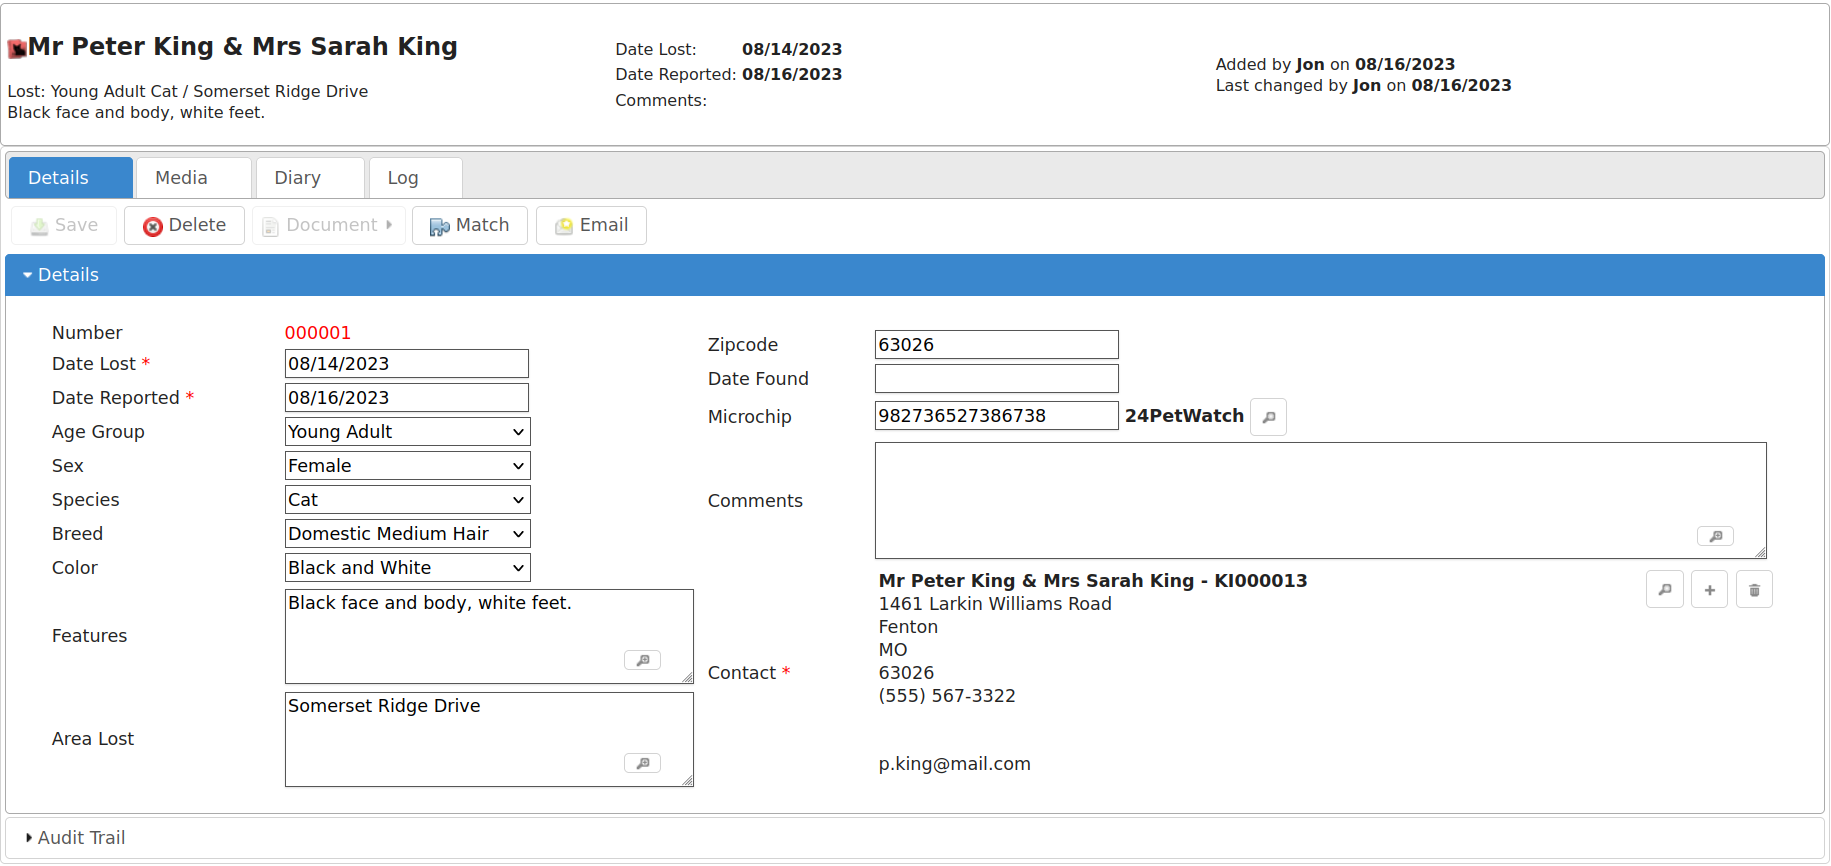 Mr Peter King & Mrs Sarah King
Lost: Young Adult Cat / Somerset Ridge Drive
Black face and body, white feet.
Date Lost: 08/14/2023
Date Reported: 08/16/2023
Comments:
Added by Jon on 08/16/2023
Last changed by Jon on 08/16/2023
Details Media Diary Log
Save Delete Document Match Email
Details
Number 000001
Date Lost * 08/14/2023
Date Reported * 08/16/2023
Age Group Young Adult
Sex Female
Species Cat
Breed Domestic Medium Hair
Color Black and White
Features Black face and body, white feet.
Area Lost Somerset Ridge Drive
Zipcode 63026
Date Found
Microchip 982736527386738 24PetWatch
Comments
Contact *
Mr Peter King & Mrs Sarah King - KI000013
1461 Larkin Williams Road
Fenton
MO
63026
(555) 567-3322
p.king@mail.com
Audit Trail